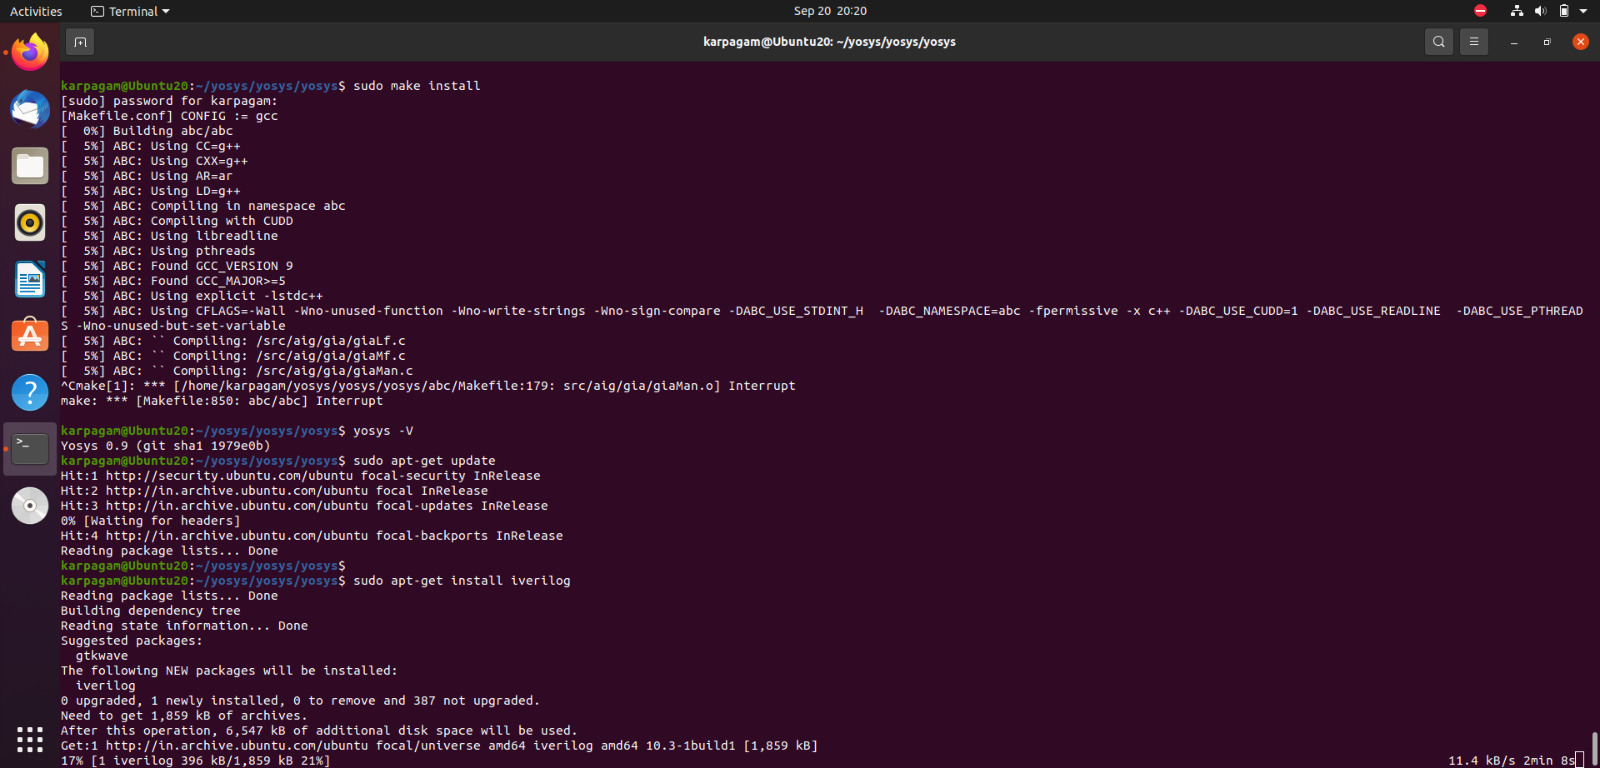 Activities Terminal Sep 20 20:20
karpagam@Ubuntu20: ~/yosys/yosys/yosys
karpagam@Ubuntu20:~/yosys/yosys/yosys$ sudo make install
[sudo] password for karpagam:
[Makefile.conf] CONFIG := gcc
[  0%] Building abc/abc
[  5%] ABC: Using CC=g++
[  5%] ABC: Using CXX=g++
[  5%] ABC: Using AR=ar
[  5%] ABC: Using LD=g++
[  5%] ABC: Compiling in namespace abc
[  5%] ABC: Compiling with CUDD
[  5%] ABC: Using libreadline
[  5%] ABC: Using pthreads
[  5%] ABC: Found GCC_VERSION 9
[  5%] ABC: Found GCC_MAJOR>=5
[  5%] ABC: Using explicit -lstdc++
[  5%] ABC: Using CFLAGS=-Wall -Wno-unused-function -Wno-write-strings -Wno-sign-compare -DABC_USE_STDINT_H  -DABC_NAMESPACE=abc -fpermissive -x c++ -DABC_USE_CUDD=1 -DABC_USE_READLINE  -DABC_USE_PTHREAD
S -Wno-unused-but-set-variable
[  5%] ABC: `` Compiling: /src/aig/gia/giaLf.c
[  5%] ABC: `` Compiling: /src/aig/gia/giaMf.c
[  5%] ABC: `` Compiling: /src/aig/gia/giaMan.c
^Cmake[1]: *** [/home/karpagam/yosys/yosys/yosys/abc/Makefile:179: src/aig/gia/giaMan.o] Interrupt
make: *** [Makefile:850: abc/abc] Interrupt
karpagam@Ubuntu20:~/yosys/yosys/yosys$ yosys -V
Yosys 0.9 (git sha1 1979e0b)
karpagam@Ubuntu20:~/yosys/yosys/yosys$ sudo apt-get update
Hit:1 http://security.ubuntu.com/ubuntu focal-security InRelease
Hit:2 http://in.archive.ubuntu.com/ubuntu focal InRelease
Hit:3 http://in.archive.ubuntu.com/ubuntu focal-updates InRelease
0% [Waiting for headers]
Hit:4 http://in.archive.ubuntu.com/ubuntu focal-backports InRelease
Reading package lists... Done
karpagam@Ubuntu20:~/yosys/yosys/yosys$
karpagam@Ubuntu20:~/yosys/yosys/yosys$ sudo apt-get install iverilog
Reading package lists... Done
Building dependency tree
Reading state information... Done
Suggested packages:
  gtkwave
The following NEW packages will be installed:
  iverilog
0 upgraded, 1 newly installed, 0 to remove and 387 not upgraded.
Need to get 1,859 kB of archives.
After this operation, 6,547 kB of additional disk space will be used.
Get:1 http://in.archive.ubuntu.com/ubuntu focal/universe amd64 iverilog amd64 10.3-1build1 [1,859 kB]
17% [1 iverilog 396 kB/1,859 kB 21%] 11.4 kB/s 2min 8s